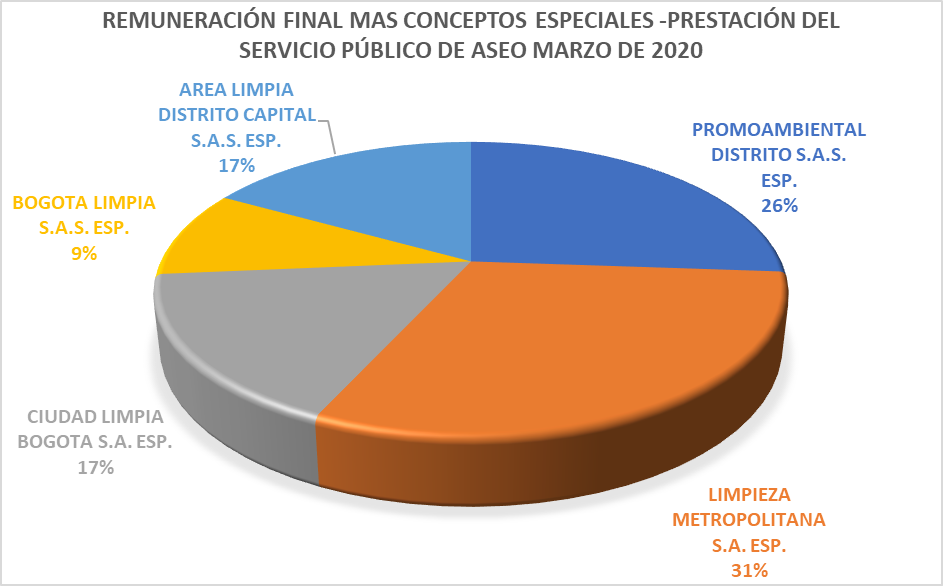 REMUNERACIÓN FINAL MAS CONCEPTOS ESPECIALES -PRESTACIÓN DEL
SERVICIO PÚBLICO DE ASEO MARZO DE 2020
AREA LIMPIA
DISTRITO CAPITAL
S.A.S. ESP.
17%
PROMOAMBIENTAL
DISTRITO S.A.S.
ESP.
26%
BOGOTA LIMPIA
S.A.S. ESP.
9%
CIUDAD LIMPIA
BOGOTA S.A. ESP.
17%
LIMPIEZA
METROPOLITANA
S.A. ESP.
31%